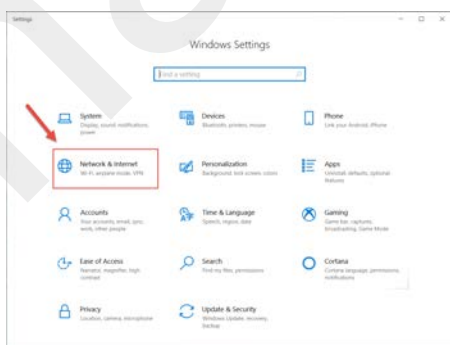 Settings
Windows Settings
Find a setting
System
Display, sound, notifications,
power
Devices
Bluetooth, printers, mouse
Phone
Link your Android, iPhone
Network & Internet
Wi-Fi, airplane mode, VPN
Personalization
Background, lock screen, colors
Apps
Uninstall, defaults, optional
features
Accounts
Your accounts, email, sync,
work, other people
Time & Language
Speech, region, date
Gaming
Game bar, captures,
broadcasting, Game Mode
Ease of Access
Narrator, magnifier, high
contrast
Search
Find my files, permissions
Cortana
Cortana language, permissions,
notifications
Privacy
Location, camera, microphone
Update & Security
Windows Update, recovery,
backup